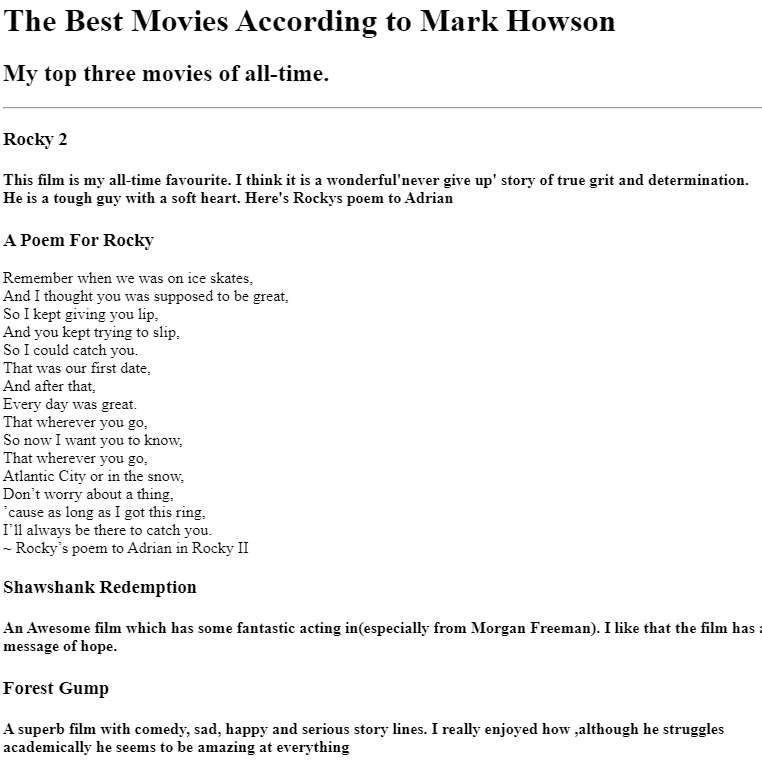 The Best Movies According to Mark Howson
My top three movies of all-time.
Rocky 2
This film is my all-time favourite. I think it is a wonderful'never give up' story of true grit and determination.
He is a tough guy with a soft heart. Here's Rockys poem to Adrian
A Poem For Rocky
Remember when we was on ice skates,
And I thought you was supposed to be great,
So I kept giving you lip,
And you kept trying to slip,
So I could catch you.
That was our first date,
And after that,
Every day was great.
That wherever you go,
So now I want you to know,
That wherever you go,
Atlantic City or in the snow,
Don’t worry about a thing,
’cause as long as I got this ring,
I’ll always be there to catch you.
~ Rocky’s poem to Adrian in Rocky II
Shawshank Redemption
An Awesome film which has some fantastic acting in(especially from Morgan Freeman). I like that the film has a
message of hope.
Forest Gump
A superb film with comedy, sad, happy and serious story lines. I really enjoyed how ,although he struggles
academically he seems to be amazing at everything